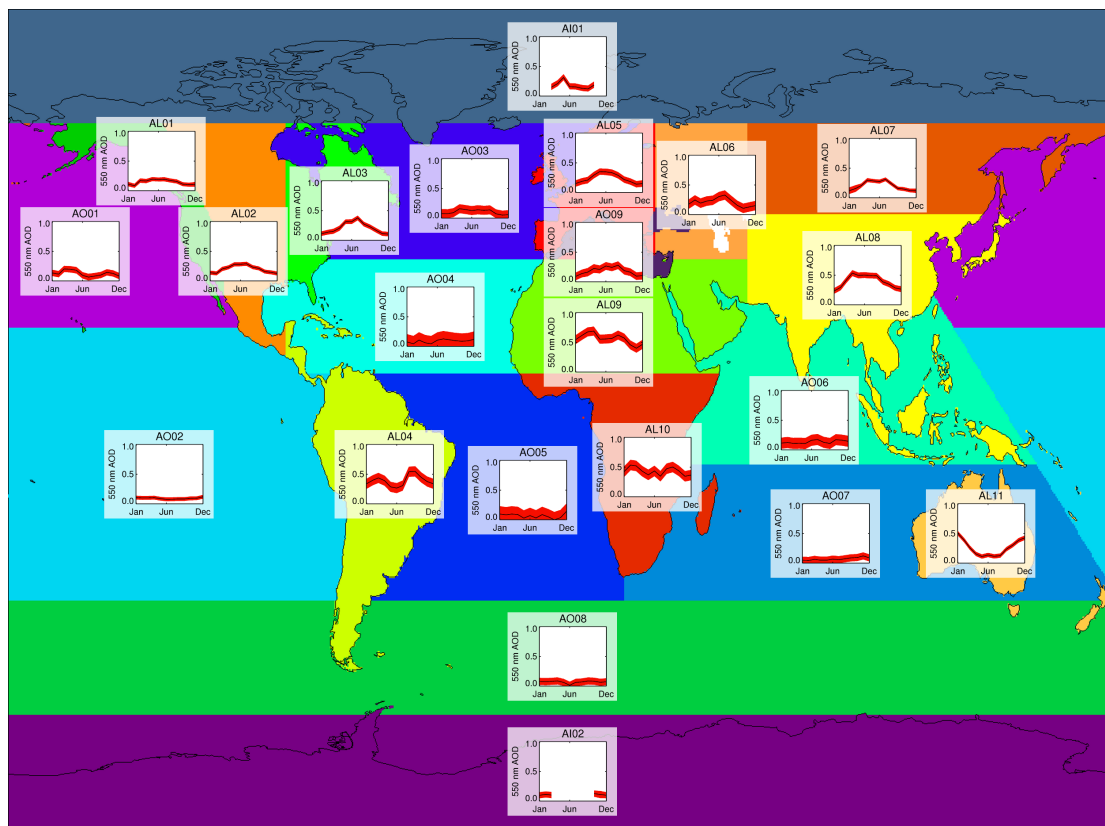 AI01
1.0
0.5
0.0
550 nm AOD
Jan Jun Dec
AL01
1.0
0.5
0.0
550 nm AOD
Jan Jun Dec
AL05
1.0
0.5
0.0
550 nm AOD
Jan Jun Dec
AL07
1.0
0.5
0.0
550 nm AOD
Jan Jun Dec
AO03
1.0
0.5
0.0
550 nm AOD
Jan Jun Dec
AL06
1.0
0.5
0.0
550 nm AOD
Jan Jun Dec
AL03
1.0
0.5
0.0
550 nm AOD
Jan Jun Dec
AO01
1.0
0.5
0.0
550 nm AOD
Jan Jun Dec
AL02
1.0
0.5
0.0
550 nm AOD
Jan Jun Dec
AO09
1.0
0.5
0.0
550 nm AOD
Jan Jun Dec
AL08
1.0
0.5
0.0
550 nm AOD
Jan Jun Dec
AO04
1.0
0.5
0.0
550 nm AOD
Jan Jun Dec
AL09
1.0
0.5
0.0
550 nm AOD
Jan Jun Dec
AO06
1.0
0.5
0.0
550 nm AOD
Jan Jun Dec
AO02
1.0
0.5
0.0
550 nm AOD
Jan Jun Dec
AL04
1.0
0.5
0.0
550 nm AOD
Jan Jun Dec
AL10
1.0
0.5
0.0
550 nm AOD
Jan Jun Dec
AO05
1.0
0.5
0.0
550 nm AOD
Jan Jun Dec
AO07
1.0
0.5
0.0
550 nm AOD
Jan Jun Dec
AL11
1.0
0.5
0.0
550 nm AOD
Jan Jun Dec
AO08
1.0
0.5
0.0
550 nm AOD
Jan Jun Dec
AI02
1.0
0.5
0.0
550 nm AOD
Jan Jun Dec